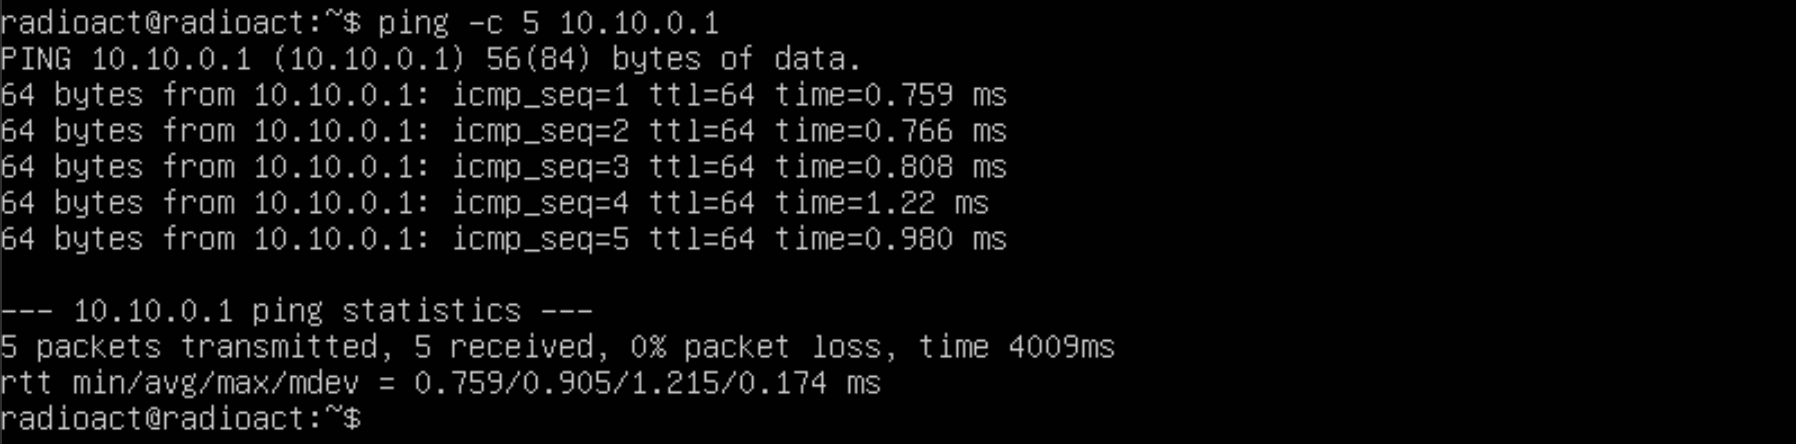 radioact@radioact:~$ ping -c 5 10.10.0.1
PING 10.10.0.1 (10.10.0.1) 56(84) bytes of data.
64 bytes from 10.10.0.1: icmp_seq=1 ttl=64 time=0.759 ms
64 bytes from 10.10.0.1: icmp_seq=2 ttl=64 time=0.766 ms
64 bytes from 10.10.0.1: icmp_seq=3 ttl=64 time=0.808 ms
64 bytes from 10.10.0.1: icmp_seq=4 ttl=64 time=1.22 ms
64 bytes from 10.10.0.1: icmp_seq=5 ttl=64 time=0.980 ms
--- 10.10.0.1 ping statistics ---
5 packets transmitted, 5 received, 0% packet loss, time 4009ms
rtt min/avg/max/mdev = 0.759/0.905/1.215/0.174 ms
radioact@radioact:~$